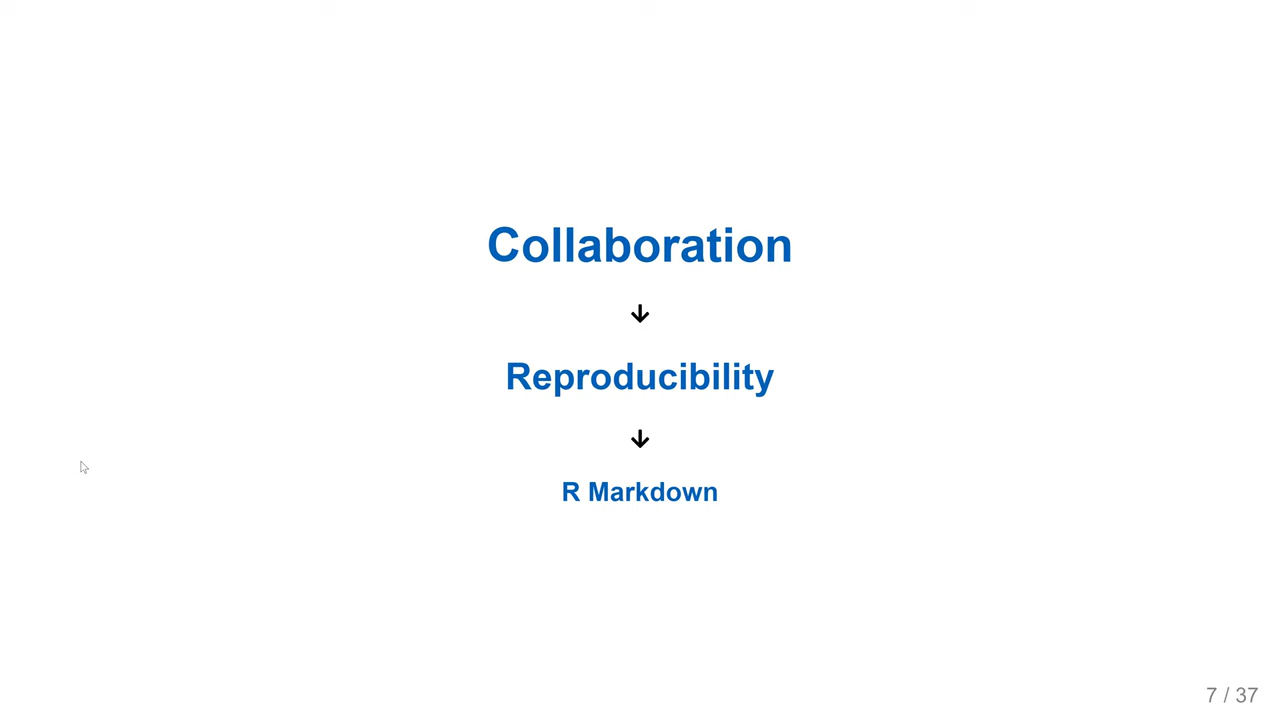 Collaboration
↓
Reproducibility
↓
R Markdown
7 / 37